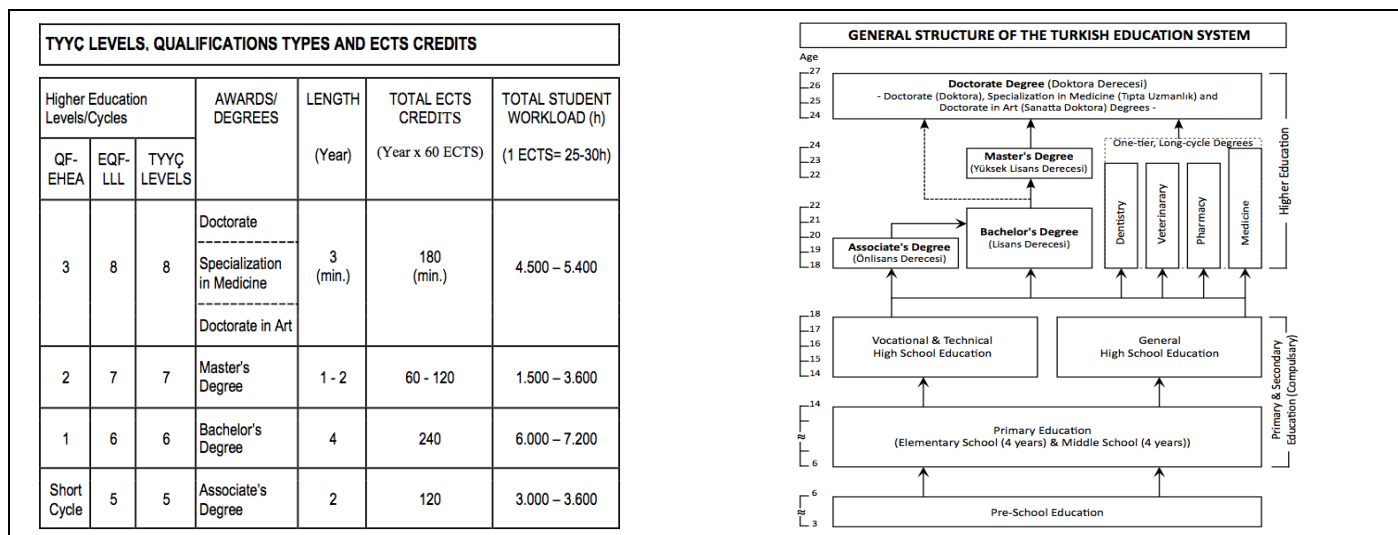 TYYÇ LEVELS, QUALIFICATIONS TYPES AND ECTS CREDITS
Higher Education
Levels/Cycles
AWARDS/
DEGREES
LENGTH
(Year)
TOTAL ECTS
CREDITS
(Year x 60 ECTS)
TOTAL STUDENT
WORKLOAD (h)
(1 ECTS= 25-30h)
QF-
EHEA
EQF-
LLL
TYYÇ
LEVELS
3
8
8
Doctorate
Specialization
in Medicine
Doctorate in Art
3
(min.)
180
(min.)
4.500 – 5.400
2
7
7
Master's
Degree
1 - 2
60 - 120
1.500 – 3.600
1
6
6
Bachelor's
Degree
4
240
6.000 – 7.200
Short
Cycle
5
5
Associate's
Degree
2
120
3.000 – 3.600
GENERAL STRUCTURE OF THE TURKISH EDUCATION SYSTEM
Age
27
26
25
24
Doctorate Degree (Doktora Derecesi)
- Doctorate (Doktora), Specialization in Medicine (Tıpta Uzmanlık) and
Doctorate in Art (Sanatta Doktora) Degrees -
24
23
22
Master's Degree
(Yüksek Lisans Derecesi)
One-tier, Long-cycle Degrees
22
21
20
19
18
Associate's Degree
(Önlisans Derecesi)
Bachelor's Degree
(Lisans Derecesi)
Dentistry
Veterinarary
Pharmacy
Medicine
Higher Education
18
17
16
15
14
Vocational & Technical
High School Education
General
High School Education
14
≈
6
Primary Education
(Elementary School (4 years) & Middle School (4 years))
Primary & Secondary
Education (Compulsary)
6
≈
3
Pre-School Education